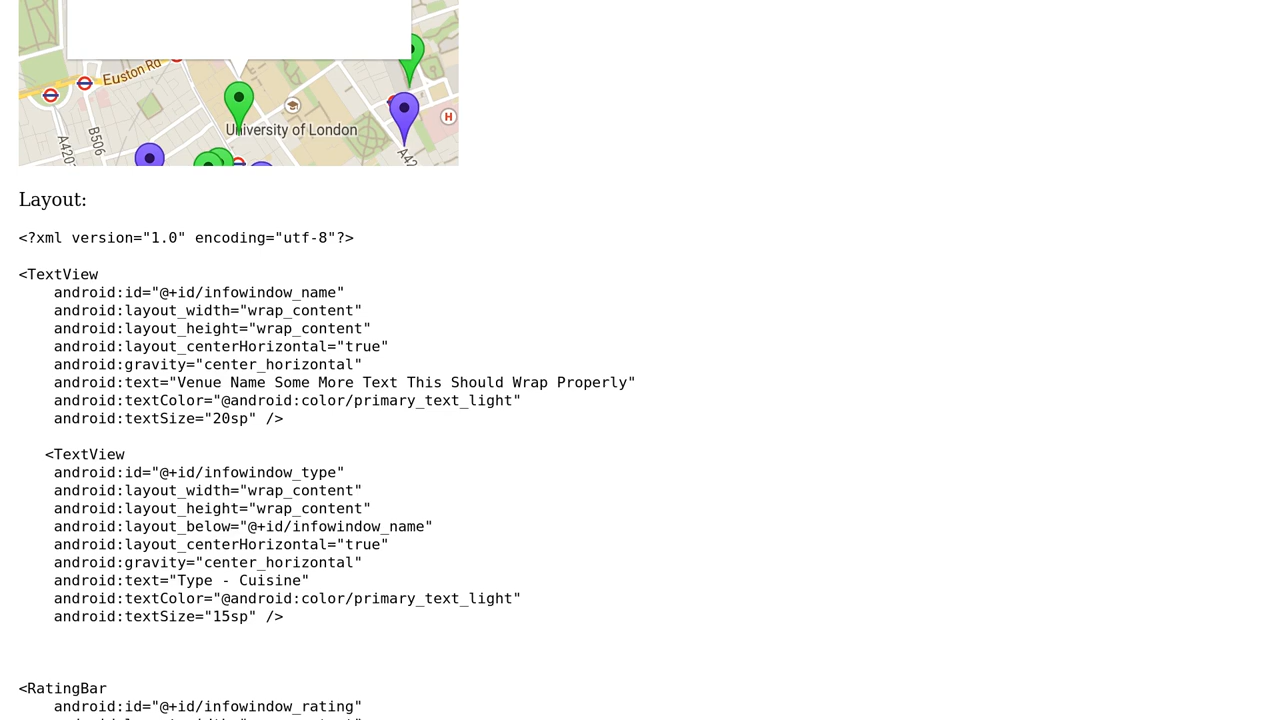 Euston Rd
University of London
H
B506
A420
A42
Layout:
<?xml version="1.0" encoding="utf-8"?>
<TextView
    android:id="@+id/infowindow_name"
    android:layout_width="wrap_content"
    android:layout_height="wrap_content"
    android:layout_centerHorizontal="true"
    android:gravity="center_horizontal"
    android:text="Venue Name Some More Text This Should Wrap Properly"
    android:textColor="@android:color/primary_text_light"
    android:textSize="20sp" />
   <TextView
    android:id="@+id/infowindow_type"
    android:layout_width="wrap_content"
    android:layout_height="wrap_content"
    android:layout_below="@+id/infowindow_name"
    android:layout_centerHorizontal="true"
    android:gravity="center_horizontal"
    android:text="Type - Cuisine"
    android:textColor="@android:color/primary_text_light"
    android:textSize="15sp" />
<RatingBar
    android:id="@+id/infowindow_rating"